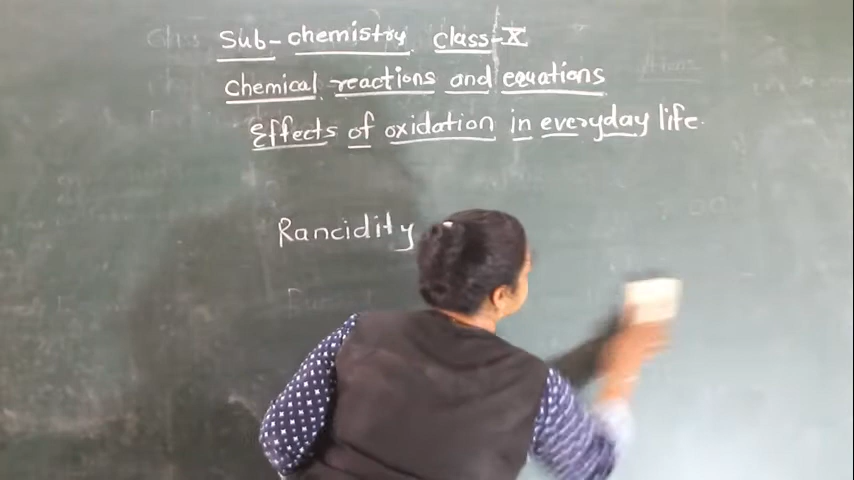 Sub-chemistry class-X
chemical reactions and equations
Effects of oxidation in everyday life.
Rancidity